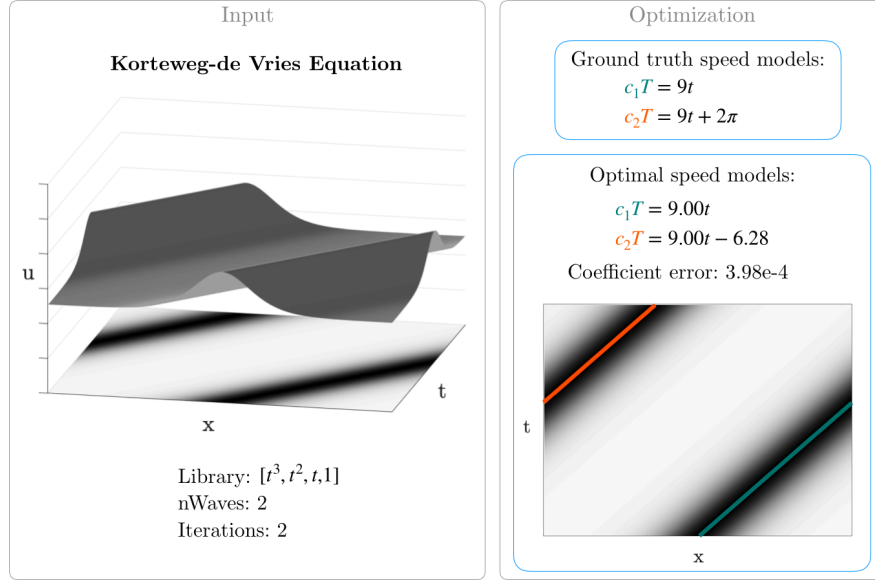 Input
Korteweg-de Vries Equation
u
t
x
Library: [t³,t²,t,1]
nWaves: 2
Iterations: 2
Optimization
Ground truth speed models:
c₁T = 9t
c₂T = 9t + 2π
Optimal speed models:
c₁T = 9.00t
c₂T = 9.00t − 6.28
Coefficient error: 3.98e-4
t
x